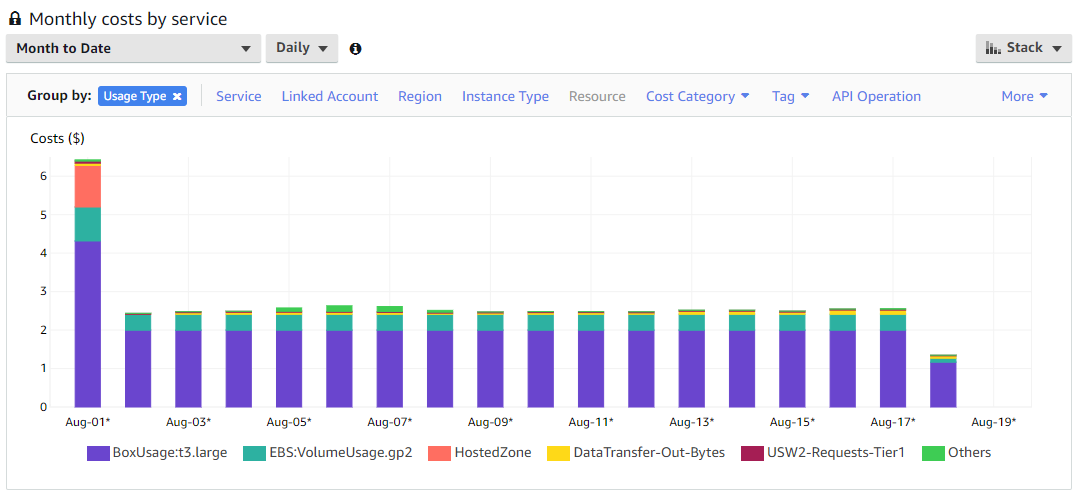 Monthly costs by service
Month to Date Daily Stack
Group by: Usage Type × Service Linked Account Region Instance Type Resource Cost Category Tag API Operation More
Costs ($)
6
5
4
3
2
1
0
Aug-01* Aug-03* Aug-05* Aug-07* Aug-09* Aug-11* Aug-13* Aug-15* Aug-17* Aug-19*
BoxUsage:t3.large EBS:VolumeUsage.gp2 HostedZone DataTransfer-Out-Bytes USW2-Requests-Tier1 Others